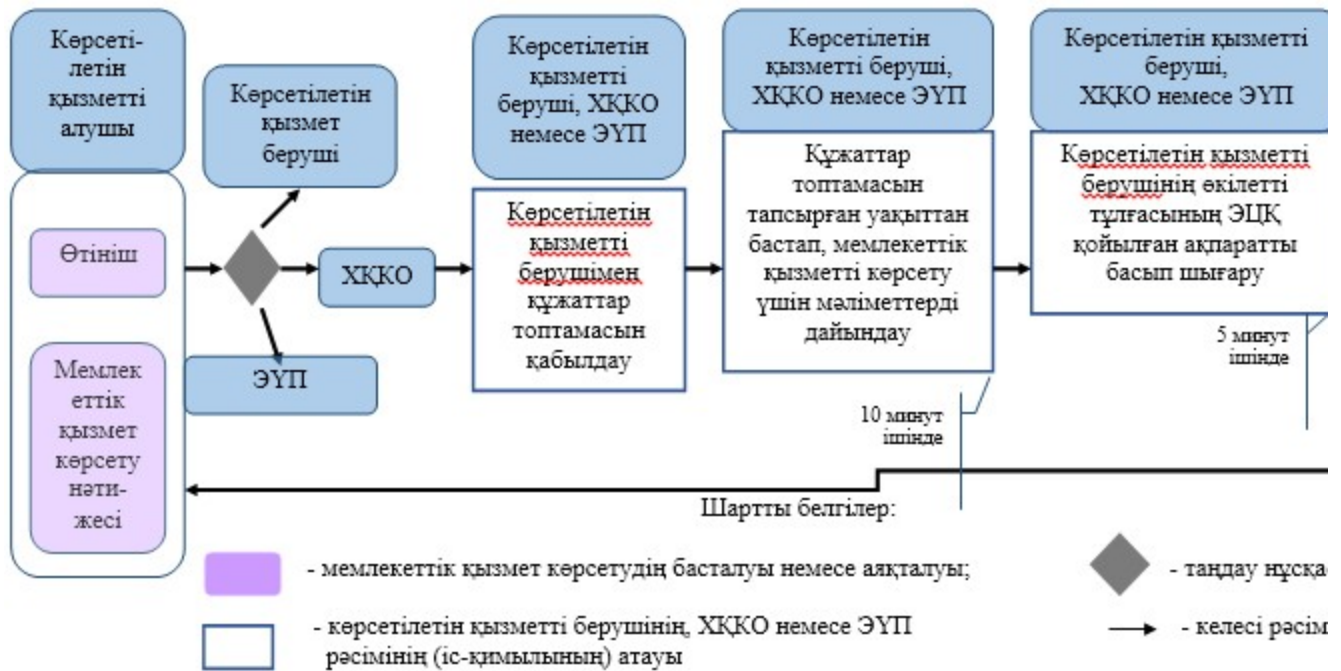 Көрсеті-
летін
қызметті
алушы
Өтініш
Мемлек
еттік
қызмет
көрсету
нәти-
жесі
Көрсетілетін
қызмет
беруші
ХҚКО
ЭҮП
Көрсетілетін
қызметті
беруші, ХҚКО
немесе ЭҮП
Көрсетілетін
қызметті
берушімен
құжаттар
топтамасын
қабылдау
Көрсетілетін
қызметті беруші,
ХҚКО немесе ЭҮП
Құжаттар
топтамасын
тапсырған уақыттан
бастап, мемлекеттік
қызметті көрсету
үшін мәліметтерді
дайындау
10 минут
ішінде
Көрсетілетін қызметті
беруші,
ХҚКО немесе ЭҮП
Көрсетілетін қызметті
берушінің өкілетті
тұлғасының ЭЦҚ
қойылған ақпаратты
басып шығару
5 минут
ішінде
Шартты белгілер:
- мемлекеттік қызмет көрсетудің басталуы немесе аяқталуы;
- таңдау нұсқас
- көрсетілетін қызметті берушінің, ХҚКО немесе ЭҮП
рәсімінің (іс-қимылының) атауы
- келесі рәсім